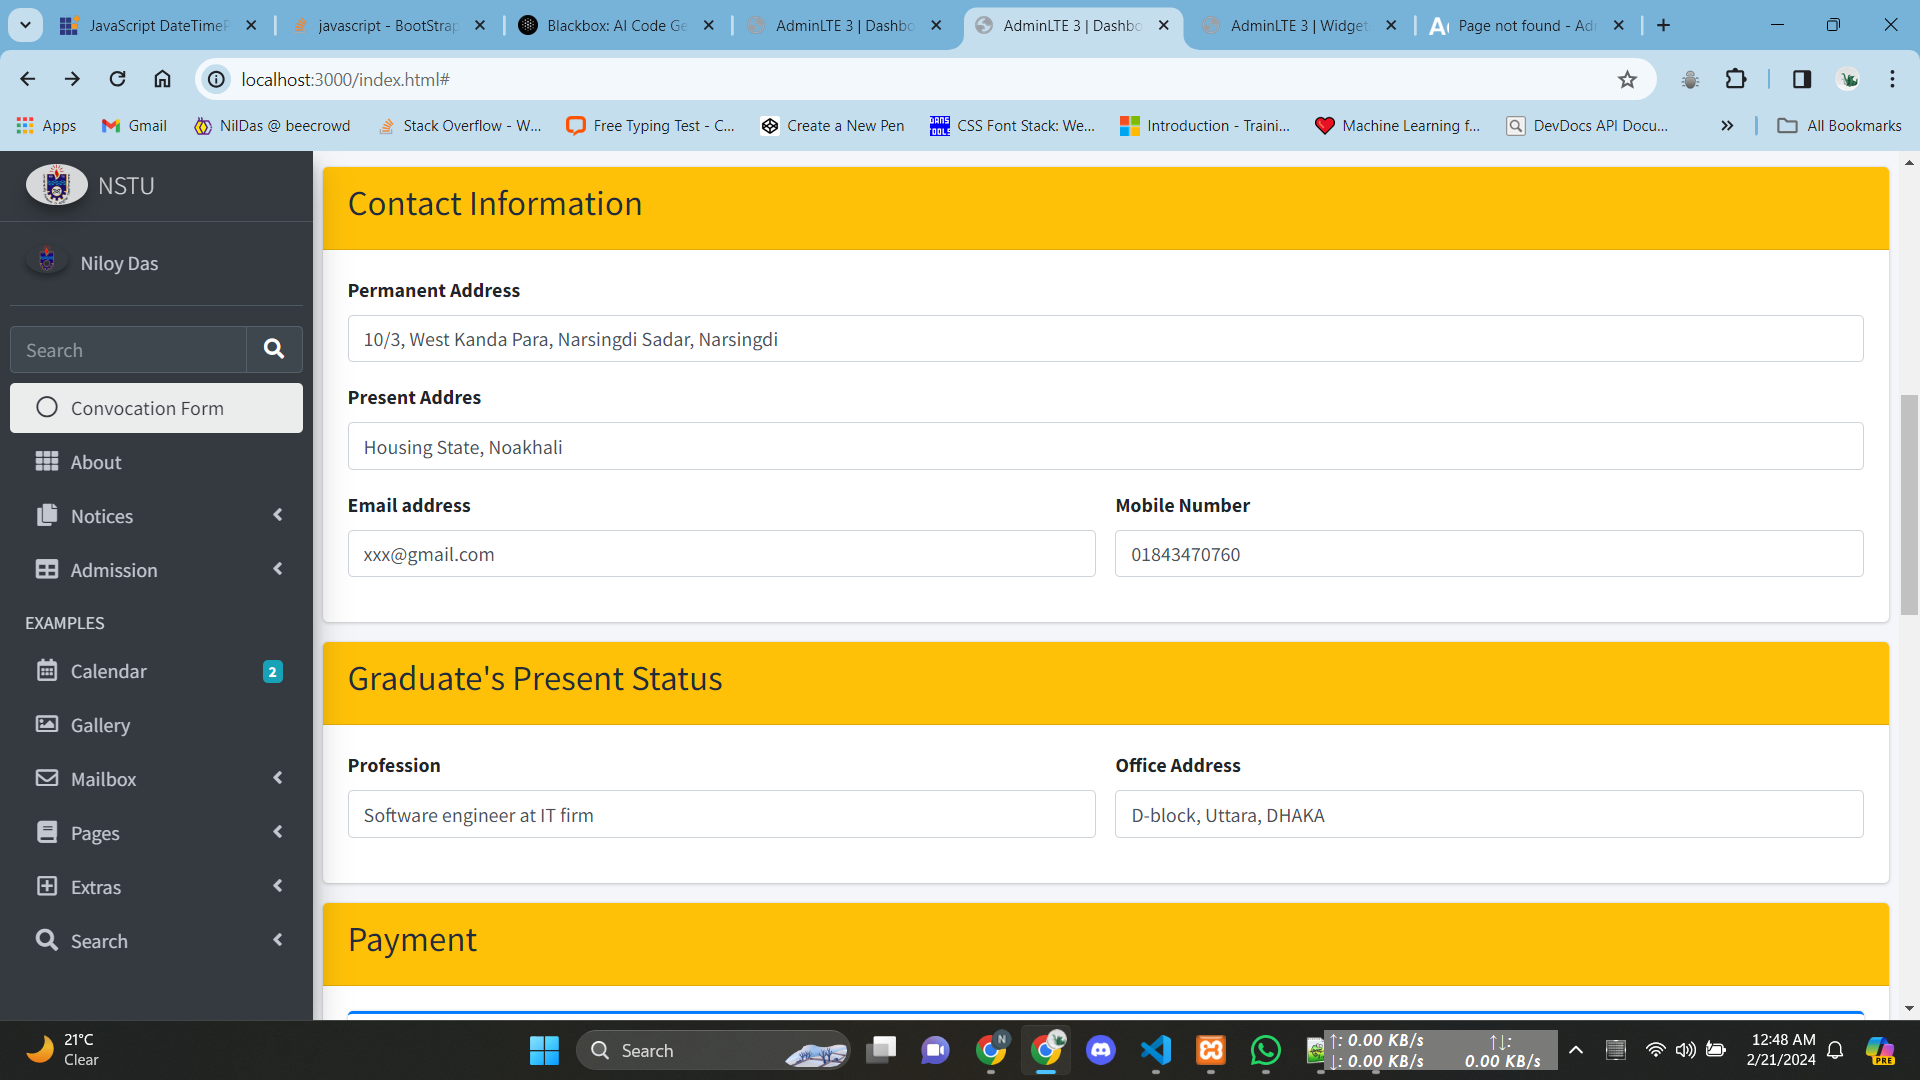 JavaScript DateTimeP
javascript - BootStrap
Blackbox: AI Code Ge
AdminLTE 3 | Dashbo
AdminLTE 3 | Dashbo
AdminLTE 3 | Widget
Page not found - Adm
localhost:3000/index.html#
Apps
Gmail
NilDas @ beecrowd
Stack Overflow - W...
Free Typing Test - C...
Create a New Pen
CSS Font Stack: We...
Introduction - Traini...
Machine Learning f...
DevDocs API Docu...
All Bookmarks
NSTU
Niloy Das
Search
Convocation Form
About
Notices
Admission
EXAMPLES
Calendar 2
Gallery
Mailbox
Pages
Extras
Search
Contact Information
Permanent Address
10/3, West Kanda Para, Narsingdi Sadar, Narsingdi
Present Addres
Housing State, Noakhali
Email address
xxx@gmail.com
Mobile Number
01843470760
Graduate's Present Status
Profession
Software engineer at IT firm
Office Address
D-block, Uttara, DHAKA
Payment
21°C
Clear
Search
↑: 0.00 KB/s
↓: 0.00 KB/s
↑↓:
0.00 KB/s
12:48 AM
2/21/2024
PRE